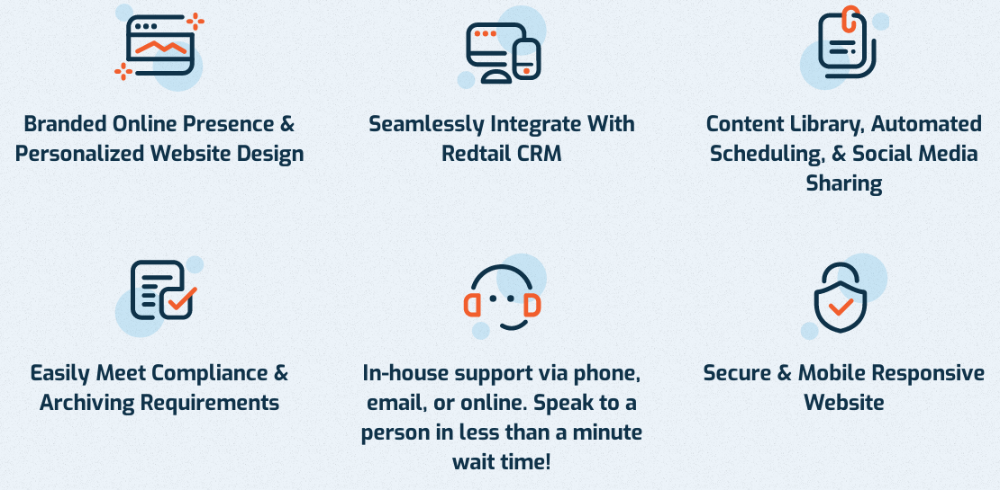 Branded Online Presence &
Personalized Website Design
Seamlessly Integrate With
Redtail CRM
Content Library, Automated
Scheduling, & Social Media
Sharing
Easily Meet Compliance &
Archiving Requirements
In-house support via phone,
email, or online. Speak to a
person in less than a minute
wait time!
Secure & Mobile Responsive
Website